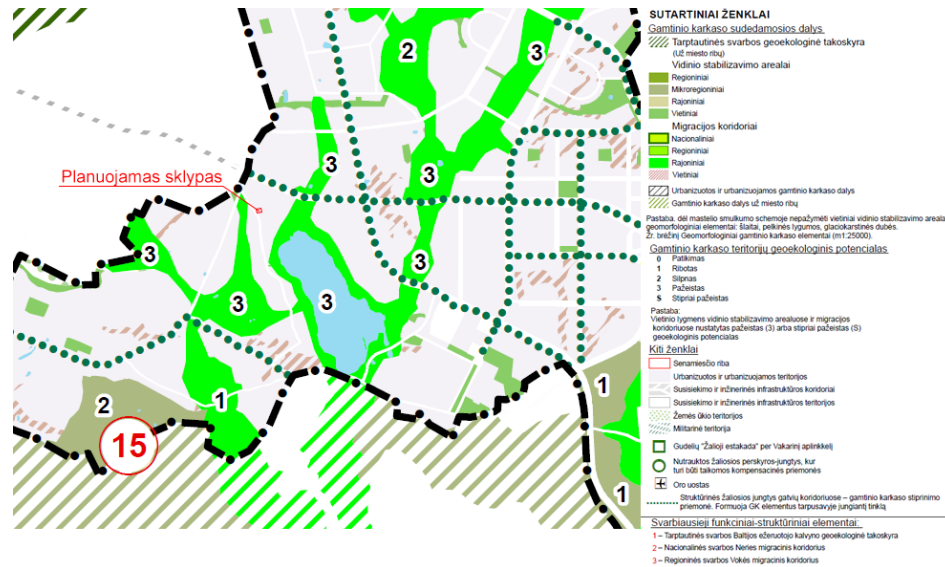 2
3
3
3
Planuojamas sklypas
3
3
3
3
1
2
15
1
1
SUTARTINIAI ŽENKLAI
Gamtinio karkaso sudedamosios dalys
Tarptautinės svarbos geoekologinė takoskyra
(Už miesto ribų)
Vidinio stabilizavimo arealai
Regioniniai
Mikroregioniniai
Rajoniniai
Vietiniai
Migracijos koridoriai
Nacionaliniai
Regioniniai
Rajoniniai
Vietiniai
Urbanizuotos ir urbanizuojamos gamtinio karkaso dalys
Gamtinio karkaso dalys už miesto ribų
Pastaba. dėl mastelio smulkumo schemoje nepažymėti vietiniai vidinio stabilizavimo arealai
geomorfologiniai elementai: šlaitai, pelkinės lygumos, glaciokarstinės dubės.
Žr. brėžinį Geomorfologiniai gamtinio karkaso elementai (m1:25000).
Gamtinio karkaso teritorijų geoekologinis potencialas
0 Patikimas
1 Ribotas
2 Silpnas
3 Pažeistas
S Stipriai pažeistas
Pastaba:
Vietinio lygmens vidinio stabilizavimo arealuose ir migracijos
koridoriuose nustatytas pažeistas (3) arba stipriai pažeistas (S)
geoekologinis potencialas
Kiti ženklai
Senamiesčio riba
Urbanizuotos ir urbanizuojamos teritorijos
Susisiekimo ir inžinerinės infrastruktūros koridoriai
Susisiekimo ir inžinerinės infrastruktūros teritorijos
Žemės ūkio teritorijos
Militarinė teritorija
Gudelių "Žalioji estakada" per Vakarinį aplinkkelį
Nutrauktos žaliosios perskyros-jungtys, kur
turi būti taikomos kompensacinės priemonės
Oro uostas
Struktūrinės žaliosios jungtys gatvių koridoriuose – gamtinio karkaso stiprinimo
priemonė. Formuoja GK elementus tarpusavyje jungiantį tinklą
Svarbiausieji funkciniai-struktūriniai elementai:
1 – Tarptautinės svarbos Baltijos ežeruotojo kalvyno geoekologinė takoskyra
2 – Nacionalinės svarbos Neries migracinis koridorius
3 – Regioninės svarbos Vokės migracinis koridorius